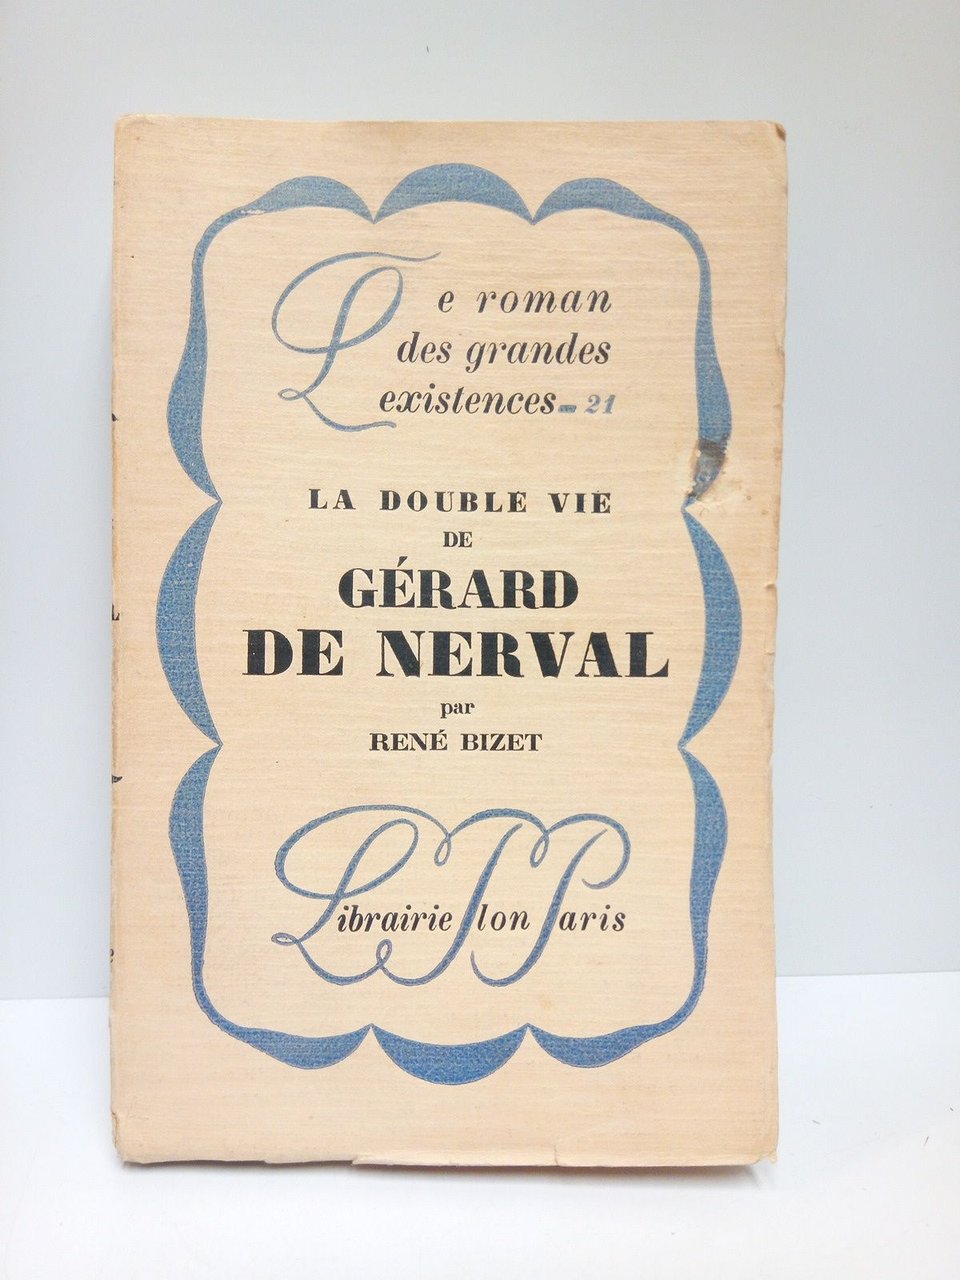 Le roman
des grandes
existences - 21
LA DOUBLE VIE
DE
GÉRARD
DE NERVAL
par
RENÉ BIZET
Librairie Plon Paris